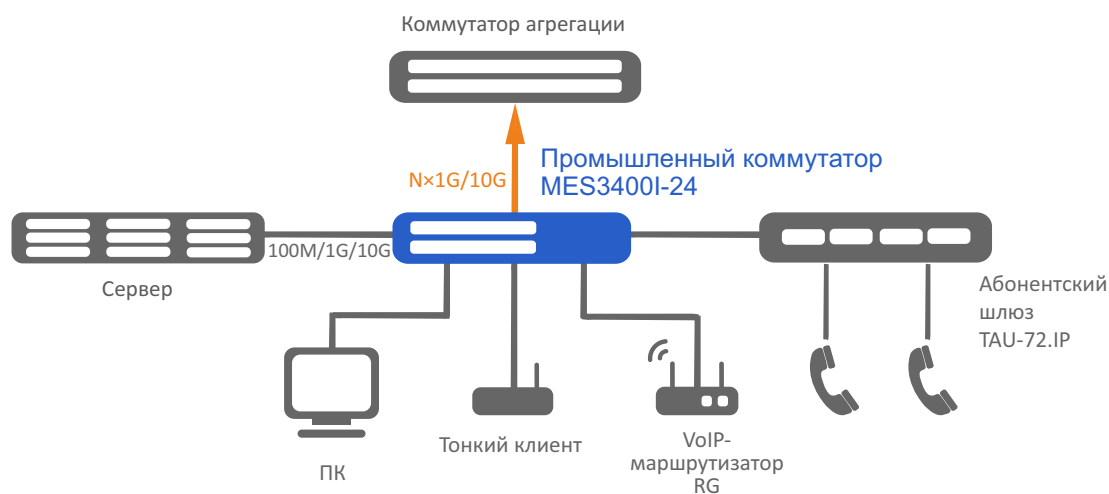 Коммутатор агрегации
Промышленный коммутатор
MES3400I-24
N×1G/10G
100M/1G/10G
Сервер
Абонентский
шлюз
TAU-72.IP
ПК
Тонкий клиент
VoIP-
маршрутизатор
RG